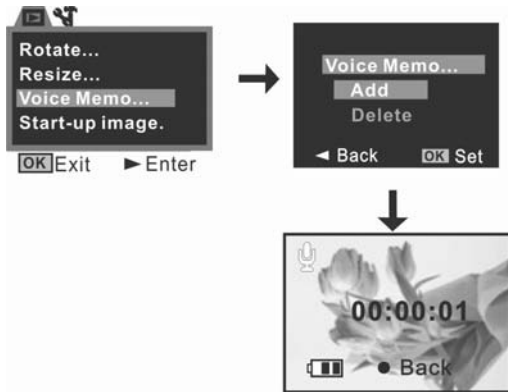 Rotate...
Resize...
Voice Memo...
Start-up image.
OK Exit ► Enter
Voice Memo...
Add
Delete
◄ Back OK Set
00:00:01
● Back